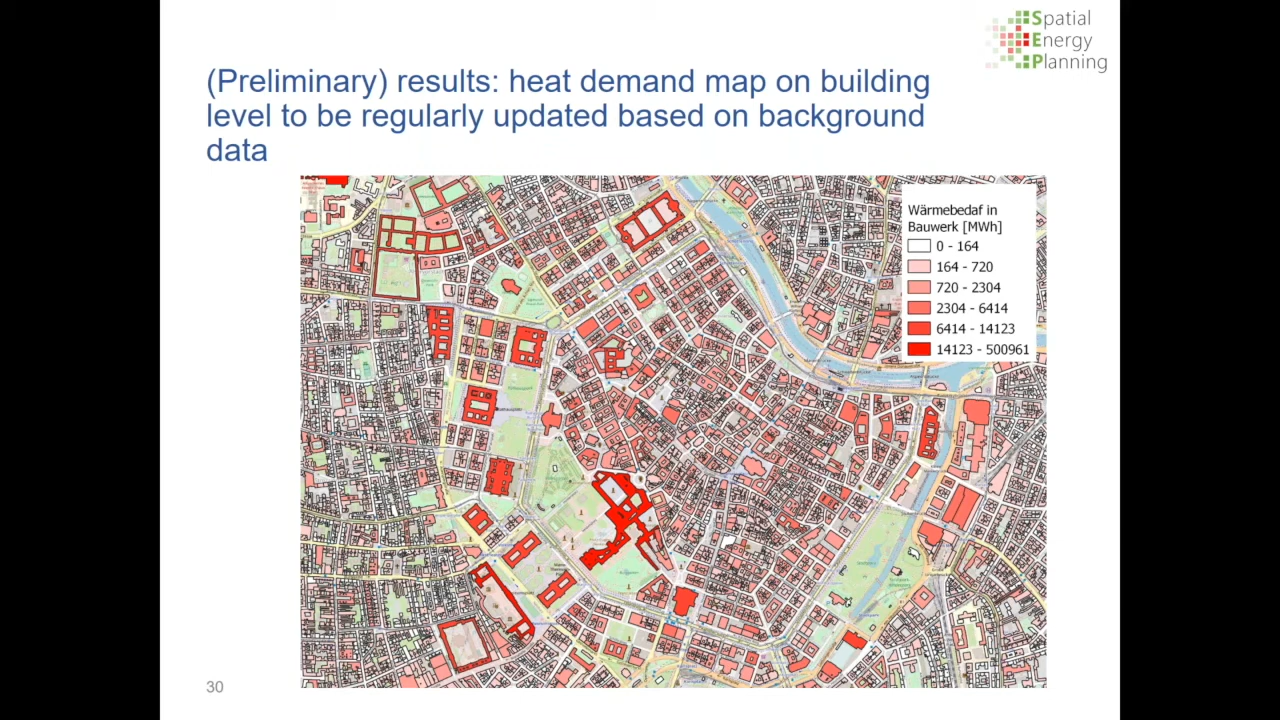 Spatial
Energy
Planning
(Preliminary) results: heat demand map on building
level to be regularly updated based on background
data
Wärmebedaf in
Bauwerk [MWh]
0 - 164
164 - 720
720 - 2304
2304 - 6414
6414 - 14123
14123 - 500961
30